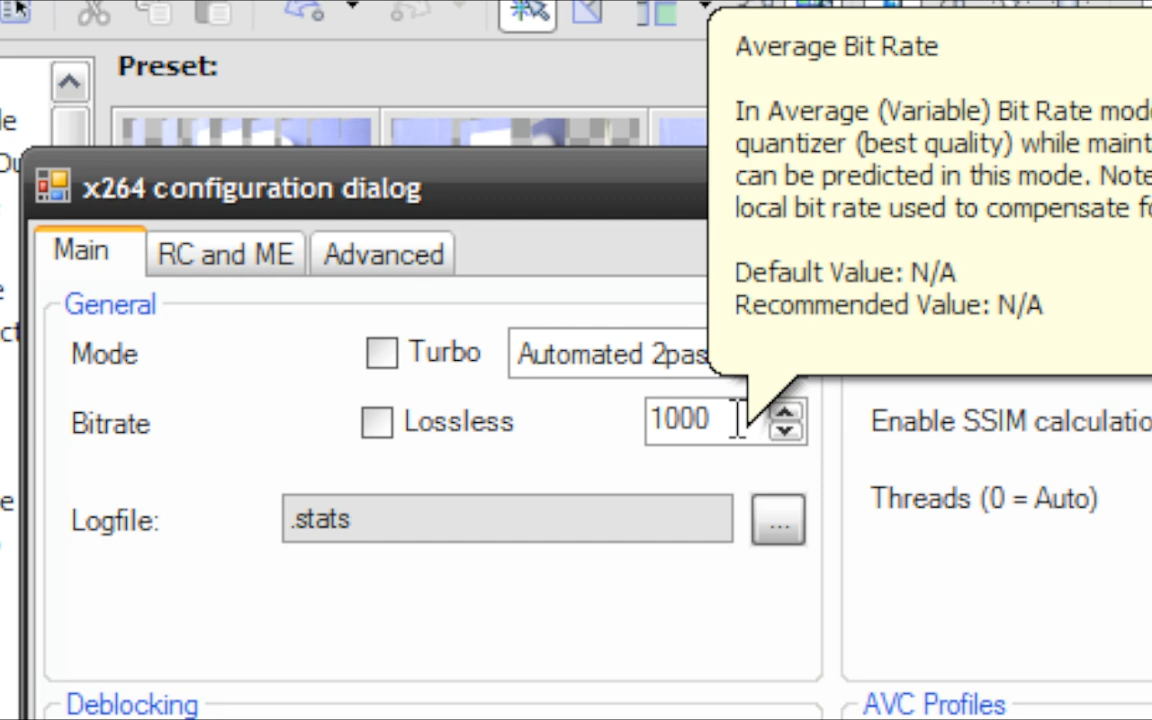 Preset:
Average Bit Rate
In Average (Variable) Bit Rate mod
quantizer (best quality) while maint
can be predicted in this mode. Note
local bit rate used to compensate f
Default Value: N/A
Recommended Value: N/A
x264 configuration dialog
Main
RC and ME
Advanced
General
Mode
Turbo
Automated 2pas
Bitrate
Lossless
1000
Enable SSIM calculatio
Threads (0 = Auto)
Logfile:
.stats
...
Deblocking
AVC Profiles